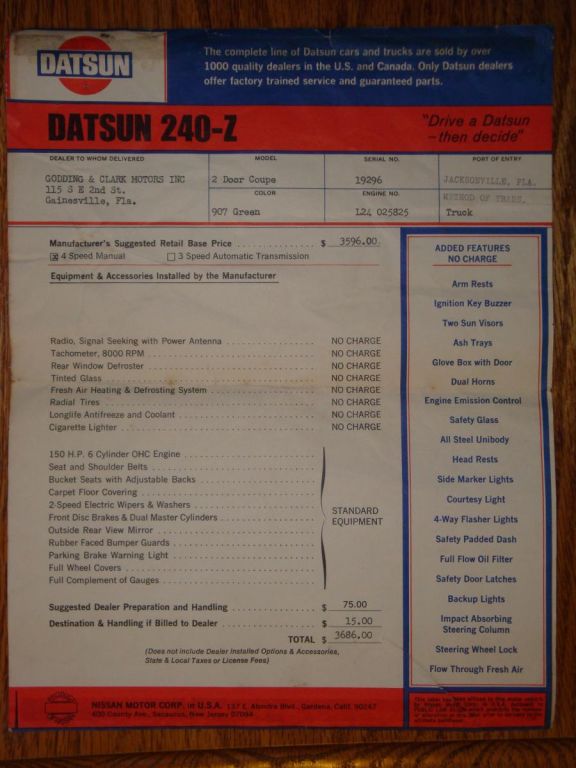 DATSUN
The complete line of Datsun cars and trucks are sold by over
1000 quality dealers in the U.S. and Canada. Only Datsun dealers
offer factory trained service and guaranteed parts.
DATSUN 240-Z
"Drive a Datsun
—then decide"
DEALER TO WHOM DELIVERED
GODDING & CLARK MOTORS INC
115 S E 2nd St.
Gainesville, Fla.
MODEL
2 Door Coupe
COLOR
907 Green
SERIAL NO.
19296
ENGINE NO.
L24 025825
PORT OF ENTRY
JACKSONVILLE, FLA.
METHOD OF TRANS.
Truck
Manufacturer's Suggested Retail Base Price $ 3596.00
☒ 4 Speed Manual ☐ 3 Speed Automatic Transmission
Equipment & Accessories Installed by the Manufacturer
Radio, Signal Seeking with Power Antenna NO CHARGE
Tachometer, 8000 RPM NO CHARGE
Rear Window Defroster NO CHARGE
Tinted Glass NO CHARGE
Fresh Air Heating & Defrosting System NO CHARGE
Radial Tires NO CHARGE
Longlife Antifreeze and Coolant NO CHARGE
Cigarette Lighter NO CHARGE
150 H.P. 6 Cylinder OHC Engine
Seat and Shoulder Belts
Bucket Seats with Adjustable Backs
Carpet Floor Covering
2-Speed Electric Wipers & Washers
Front Disc Brakes & Dual Master Cylinders
Outside Rear View Mirror
Rubber Faced Bumper Guards
Parking Brake Warning Light
Full Wheel Covers
Full Complement of Gauges
STANDARD
EQUIPMENT
Suggested Dealer Preparation and Handling $ 75.00
Destination & Handling if Billed to Dealer $ 15.00
TOTAL $ 3686.00
(Does not include Dealer Installed Options & Accessories,
State & Local Taxes or License Fees)
ADDED FEATURES
NO CHARGE
Arm Rests
Ignition Key Buzzer
Two Sun Visors
Ash Trays
Glove Box with Door
Dual Horns
Engine Emission Control
Safety Glass
All Steel Unibody
Head Rests
Side Marker Lights
Courtesy Light
4-Way Flasher Lights
Safety Padded Dash
Full Flow Oil Filter
Safety Door Latches
Backup Lights
Impact Absorbing
Steering Column
Steering Wheel Lock
Flow Through Fresh Air
NISSAN MOTOR CORP. in U.S.A. 137 E. Alondra Blvd., Gardena, Calif. 90247
400 County Ave., Secaucus, New Jersey 07094